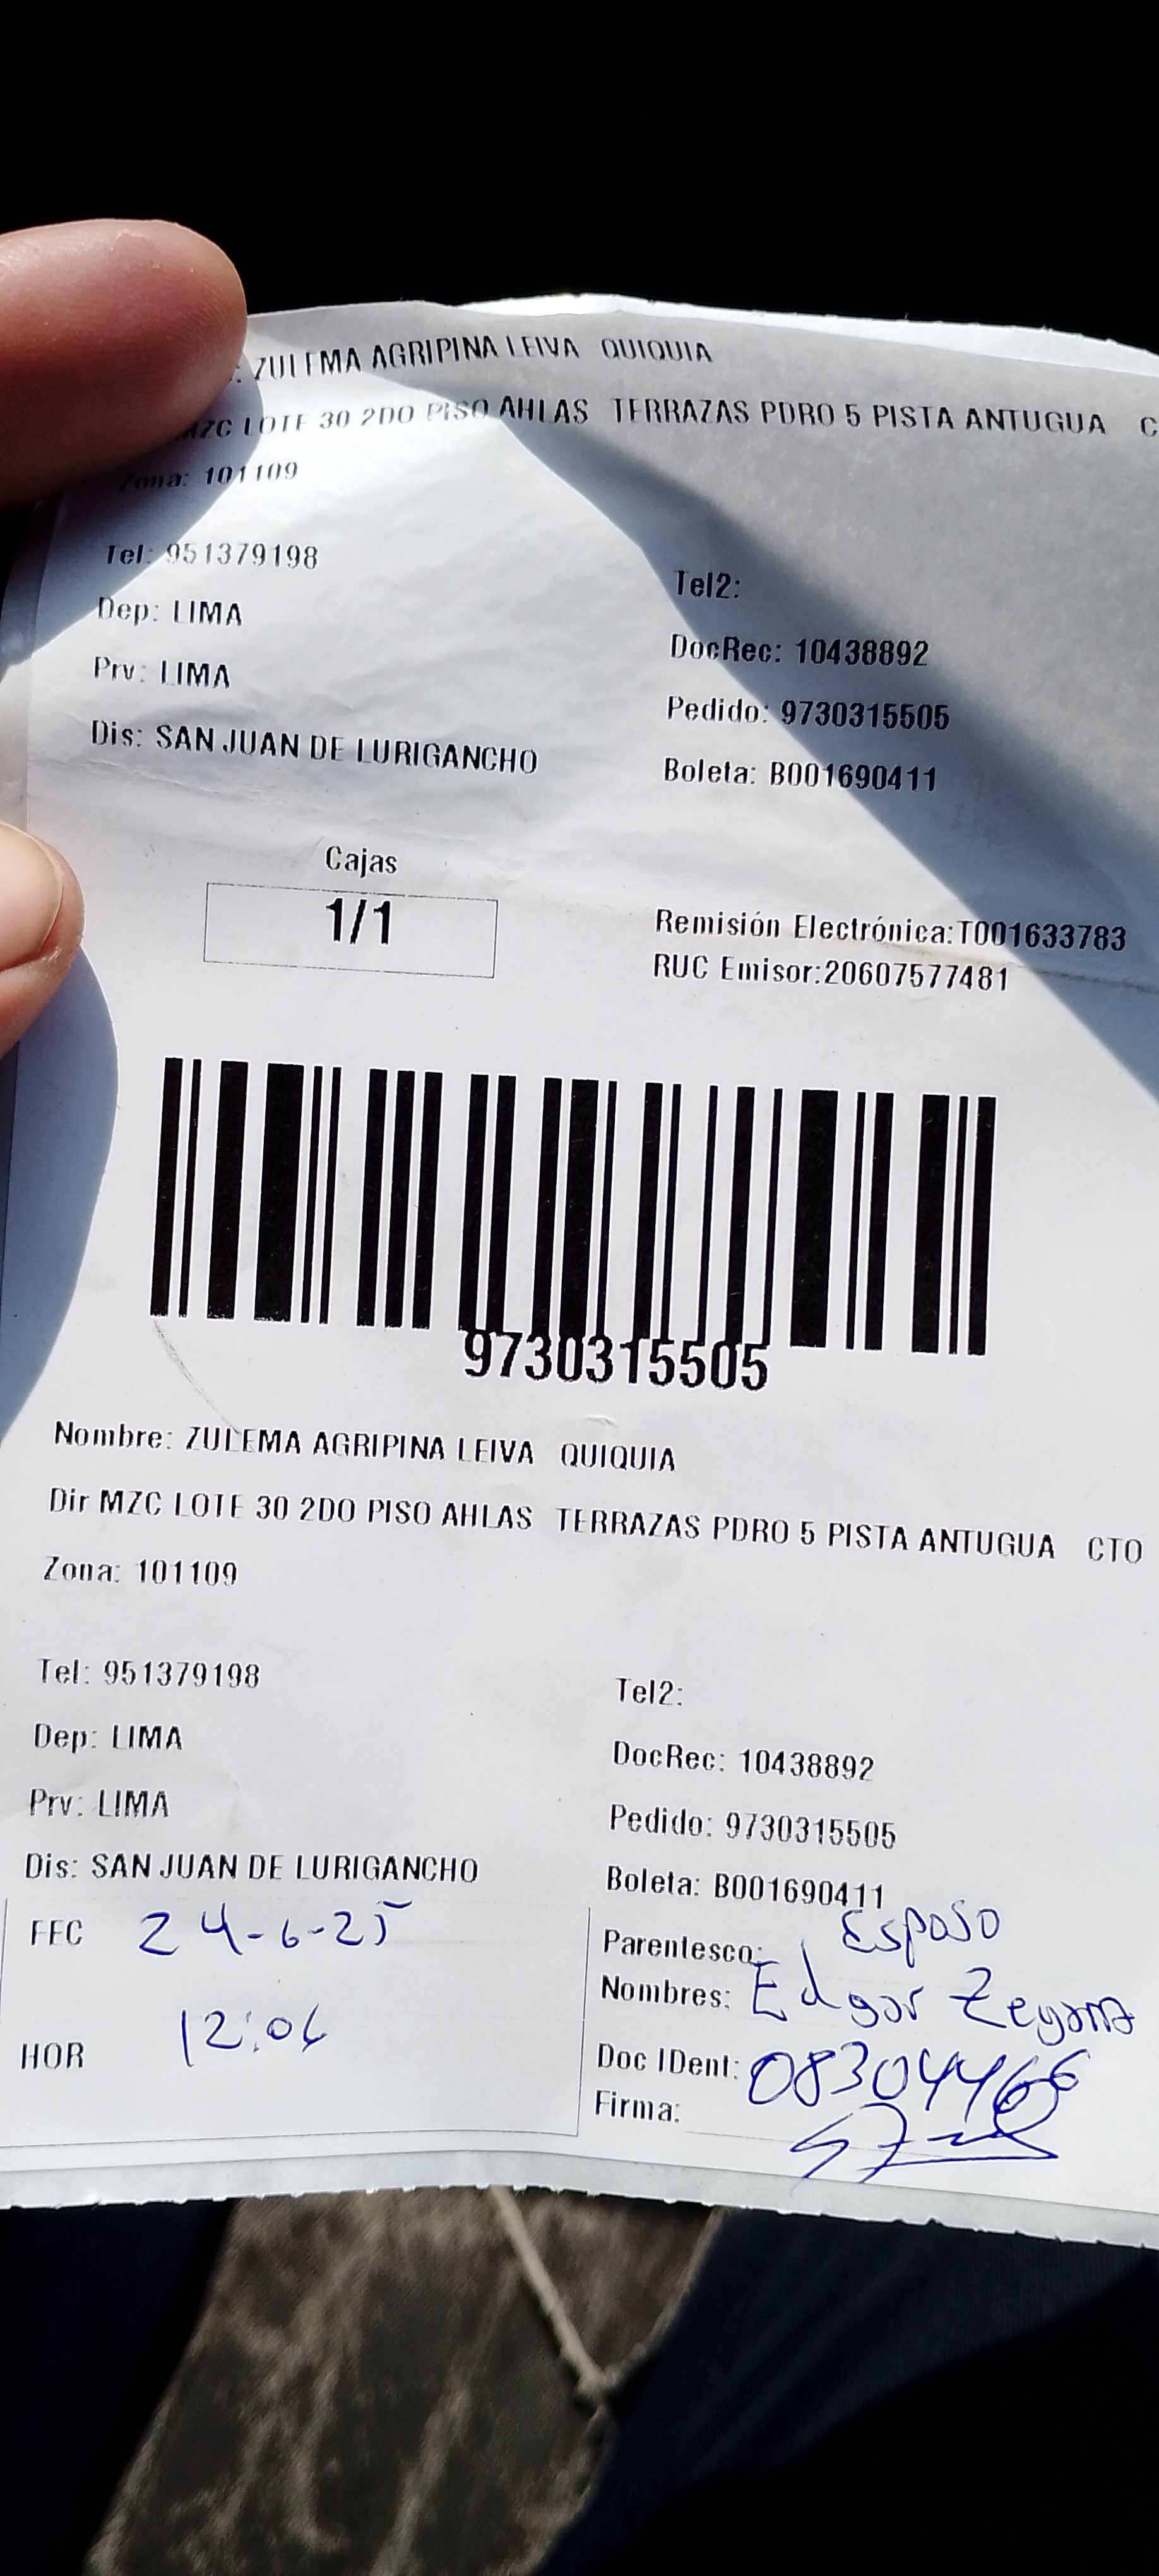 : ZULEMA AGRIPINA LEIVA QUIQUIA
MZC LOTE 30 2DO PISO AHLAS TERRAZAS PDRO 5 PISTA ANTUGUA C
Zona: 101109
Tel: 951379198
Tel2:
Dep: LIMA
DocRec: 10438892
Prv: LIMA
Pedido: 9730315505
Dis: SAN JUAN DE LURIGANCHO
Boleta: B001690411
Cajas
1/1
Remisión Electrónica:T001633783
RUC Emisor:20607577481
9730315505
Nombre: ZULEMA AGRIPINA LEIVA QUIQUIA
Dir MZC LOTE 30 2DO PISO AHLAS TERRAZAS PDRO 5 PISTA ANTUGUA CTO
Zona: 101109
Tel: 951379198
Tel2:
Dep: LIMA
DocRec: 10438892
Prv: LIMA
Pedido: 9730315505
Dis: SAN JUAN DE LURIGANCHO
Boleta: B001690411
FEC 24-6-25
HOR 12:06
Parentesco: Esposo
Nombres: Edgar
Doc IDent: 08304466
Firma: